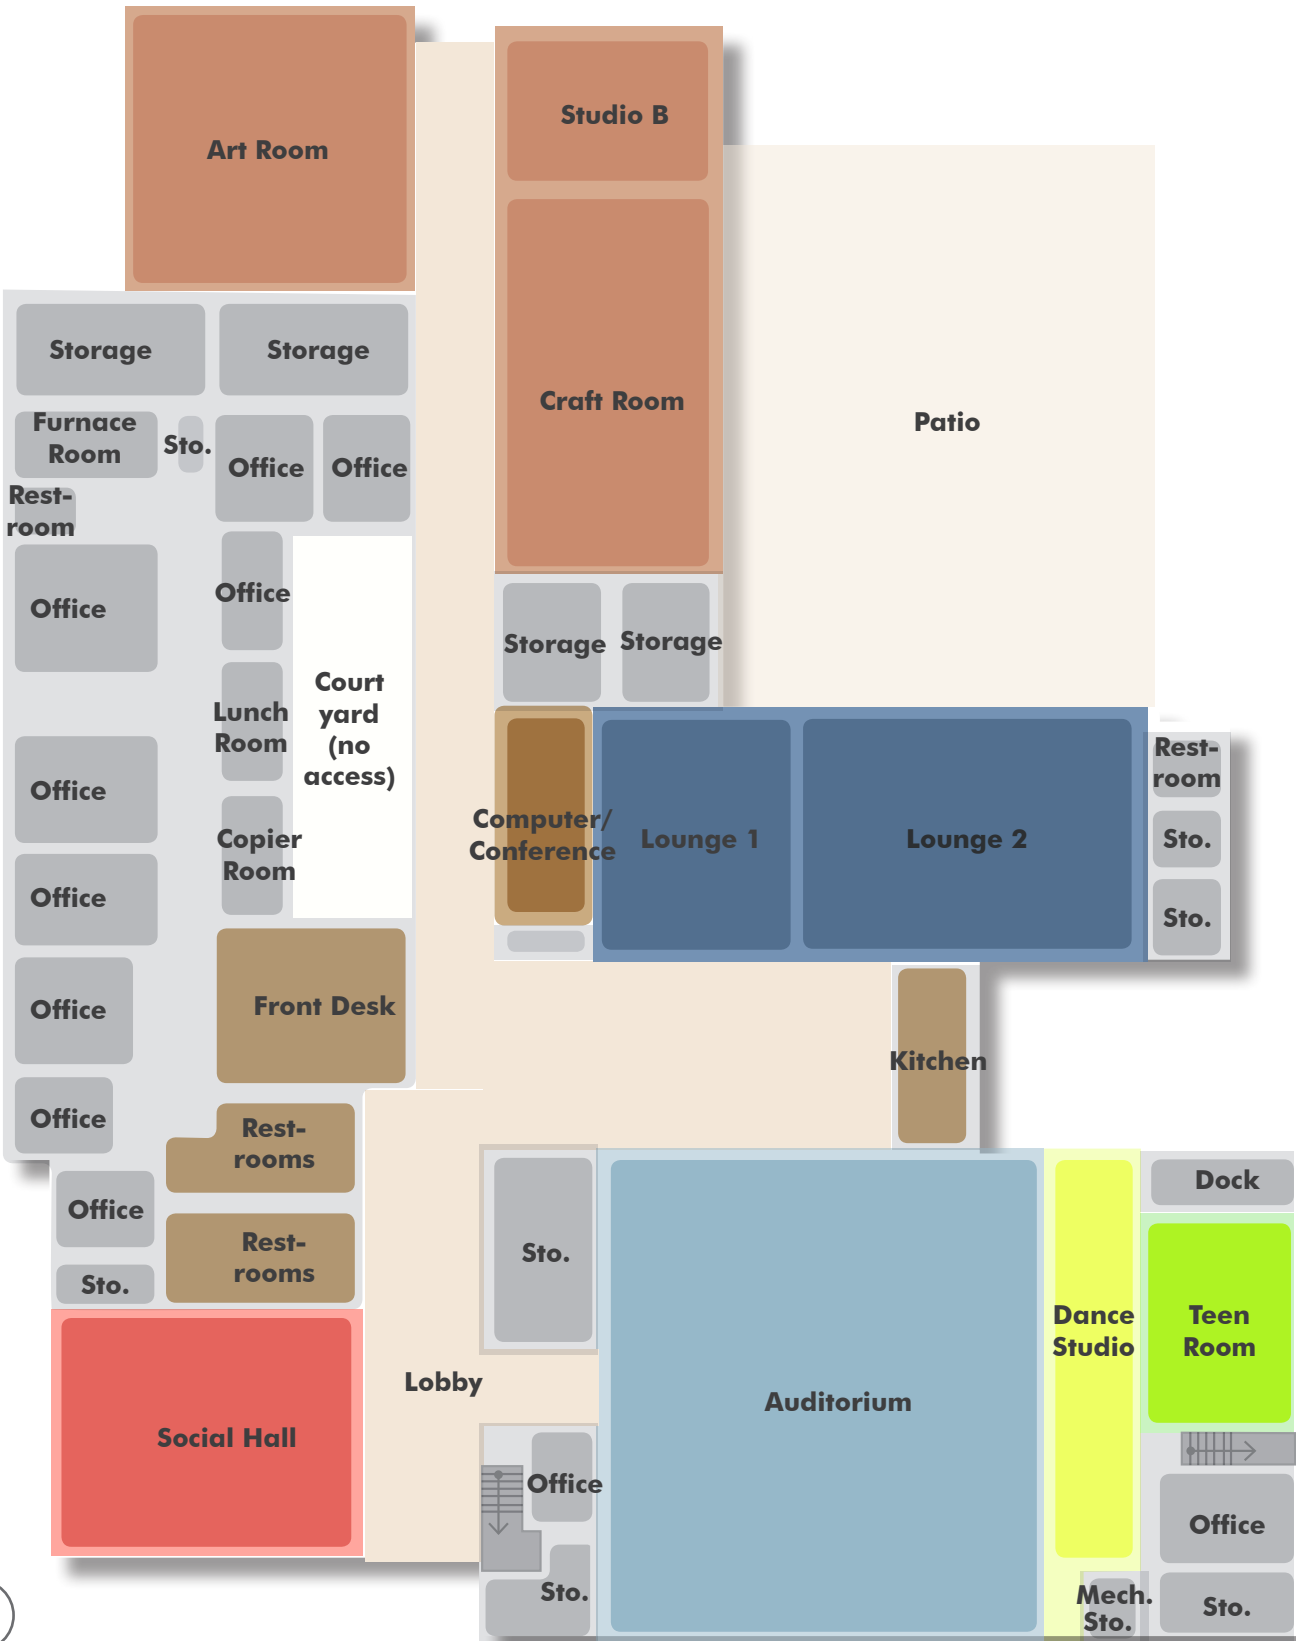 Art Room
Studio B
Craft Room
Patio
Storage
Storage
Furnace
Room
Sto.
Office
Office
Rest-
room
Office
Office
Storage
Storage
Court
yard
(no
access)
Lunch
Room
Office
Copier
Room
Computer/
Conference
Lounge 1
Lounge 2
Rest-
room
Sto.
Sto.
Office
Office
Front Desk
Kitchen
Office
Rest-
rooms
Office
Rest-
rooms
Sto.
Sto.
Dock
Dance
Studio
Teen
Room
Lobby
Auditorium
Social Hall
Office
Office
Sto.
Mech.
Sto.
Sto.